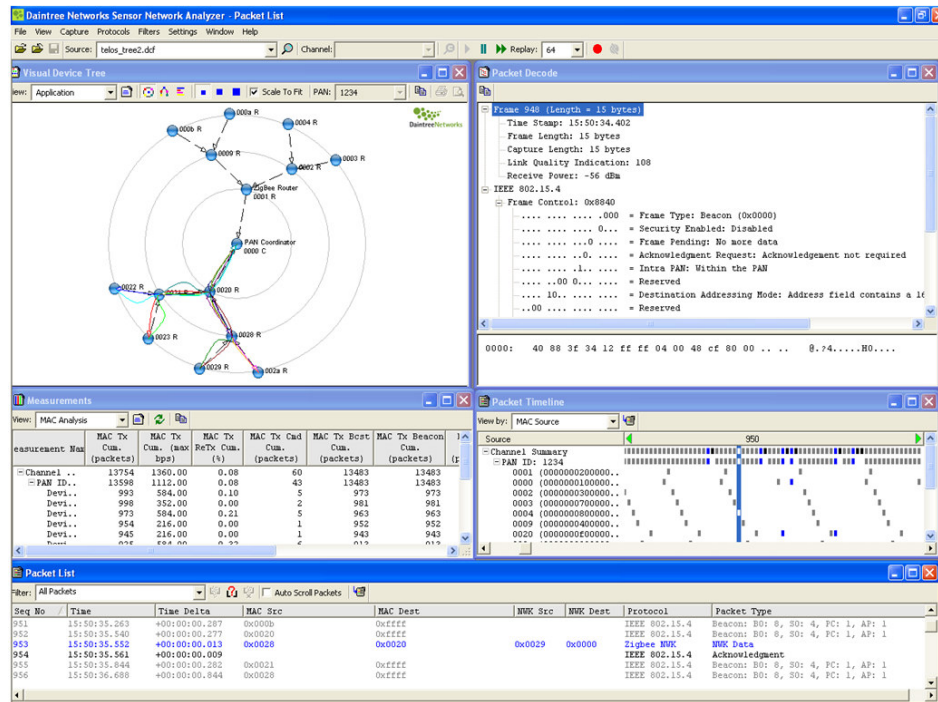 Daintree Networks Sensor Network Analyzer - Packet List
File View Capture Protocols Filters Settings Window Help
Source: telos_tree2.dcf Channel: Replay: 64
Visual Device Tree
Application Scale To Fit PAN: 1234
DaintreeNetworks
000a R
0004 R
000b R
0009 R
0003 R
0002 R
ZigBee Router
0001 R
PAN Coordinator
0000 C
0022 R
0020 R
0023 R
0028 R
0029 R
002a R
Packet Decode
Frame 948 (Length = 15 bytes)
Time Stamp: 15:50:34.402
Frame Length: 15 bytes
Capture Length: 15 bytes
Link Quality Indication: 108
Receive Power: -56 dBm
IEEE 802.15.4
Frame Control: 0x8840
.... .... .... .000 = Frame Type: Beacon (0x0000)
.... .... .... 0... = Security Enabled: Disabled
.... .... ...0 .... = Frame Pending: No more data
.... .... ..0. .... = Acknowledgment Request: Acknowledgement not required
.... .... .1.. .... = Intra PAN: Within the PAN
.... ..00 0... .... = Reserved
.... 10.. .... .... = Destination Addressing Mode: Address field contains a 16
..00 .... .... .... = Reserved
0000: 40 88 3f 34 12 ff ff 04 00 48 cf 80 00 .. .. @.?4.....H0....
Measurements
View: MAC Analysis
MAC Tx Cum. (packets) MAC Tx Cum. (max bps) MAC Tx ReTx Cum. (%) MAC Tx Cmd Cum. (packets) MAC Tx Bcst Cum. (packets) MAC Tx Beacon Cum. (packets)
Channel .. 13754 1360.00 0.08 60 13483 13483
PAN ID.. 13598 1112.00 0.08 43 13483 13483
Devi.. 993 584.00 0.10 5 973 973
Devi.. 998 352.00 0.00 2 981 981
Devi.. 973 584.00 0.21 5 963 963
Devi.. 954 216.00 0.00 1 952 952
Devi.. 945 216.00 0.00 1 943 943
Packet Timeline
View by: MAC Source
Source 950
Channel Summary
PAN ID: 1234
0001 (0000000200000..
0000 (0000000100000..
0002 (0000000300000..
0003 (0000000700000..
0004 (0000000800000..
0009 (0000000400000..
0020 (0000000f00000..
Packet List
Filter: All Packets Auto Scroll Packets
Seq No Time Time Delta MAC Src MAC Dest NWK Src NWK Dest Protocol Packet Type
951 15:50:35.263 +00:00:00.287 0x000b 0xffff IEEE 802.15.4 Beacon: BO: 8, SO: 4, PC: 1, AP: 1
952 15:50:35.540 +00:00:00.277 0x0020 0xffff IEEE 802.15.4 Beacon: BO: 8, SO: 4, PC: 1, AP: 1
953 15:50:35.552 +00:00:00.013 0x0028 0x0020 0x0029 0x0000 Zigbee NWK NWK Data
954 15:50:35.561 +00:00:00.009 IEEE 802.15.4 Acknowledgment
955 15:50:35.844 +00:00:00.282 0x0021 0xffff IEEE 802.15.4 Beacon: BO: 8, SO: 4, PC: 1, AP: 1
956 15:50:36.688 +00:00:00.844 0x0028 0xffff IEEE 802.15.4 Beacon: BO: 8, SO: 4, PC: 1, AP: 1